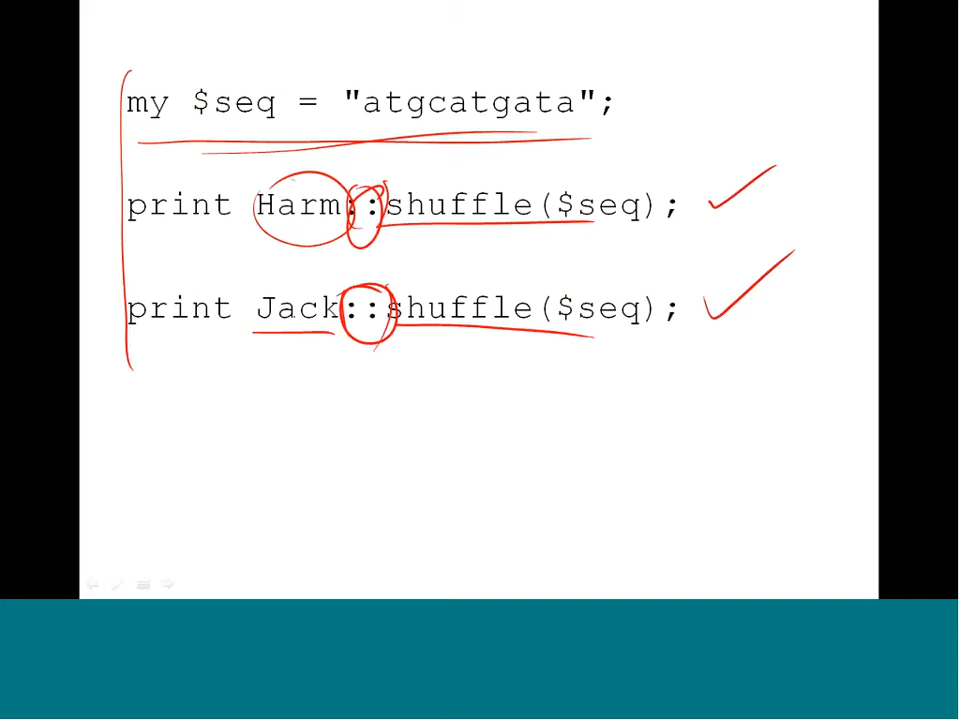 my $seq = "atgcatgata";
print Harm::shuffle($seq);
print Jack::shuffle($seq);